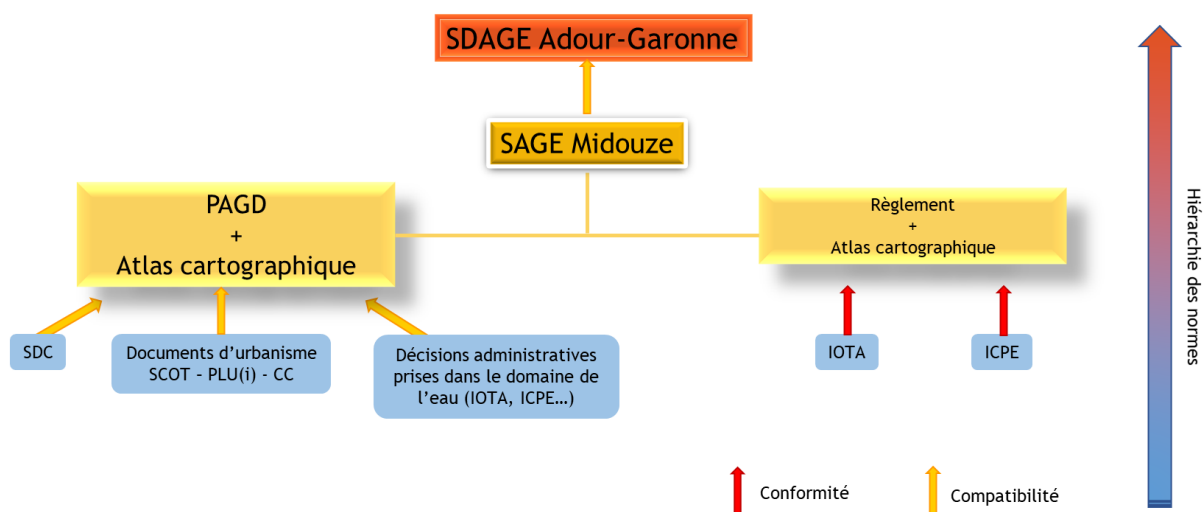 SDAGE Adour-Garonne
SAGE Midouze
PAGD
+
Atlas cartographique
Règlement
+
Atlas cartographique
SDC
Documents d’urbanisme
SCOT – PLU(i) - CC
Décisions administratives
prises dans le domaine de
l’eau (IOTA, ICPE…)
IOTA
ICPE
Hiérarchie des normes
Conformité
Compatibilité